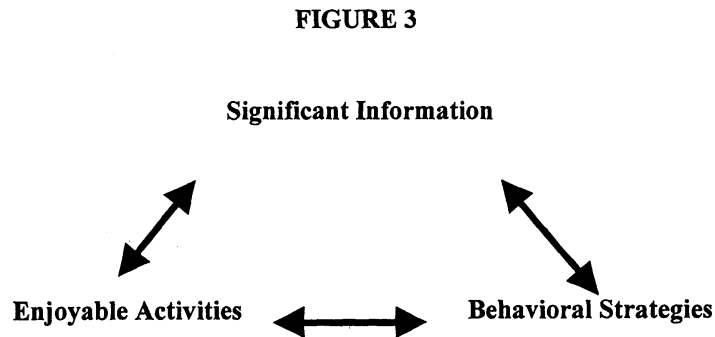 FIGURE 3
Significant Information
Enjoyable Activities
Behavioral Strategies